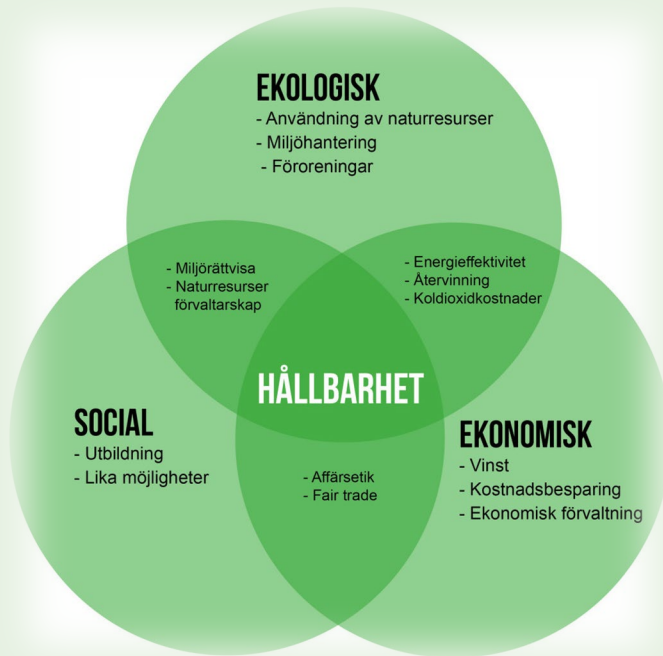 EKOLOGISK
- Användning av naturresurser
- Miljöhantering
- Föroreningar
- Miljörättvisa
- Naturresurser
förvaltarskap
- Energieffektivitet
- Återvinning
- Koldioxidkostnader
HÅLLBARHET
SOCIAL
- Utbildning
- Lika möjligheter
- Affärsetik
- Fair trade
EKONOMISK
- Vinst
- Kostnadsbesparing
- Ekonomisk förvaltning